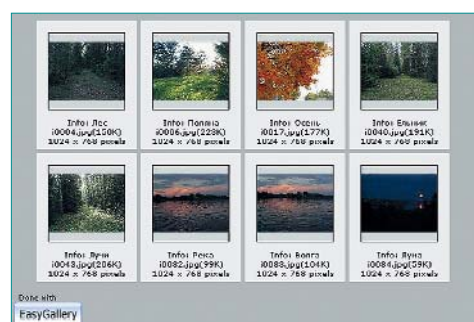 Info: Лес
i0004.jpg(150K)
1024 x 768 pixels
Info: Поляна
i0006.jpg(228K)
1024 x 768 pixels
Info: Осень
i0017.jpg(177K)
1024 x 768 pixels
Info: Ельник
i0040.jpg(191K)
1024 x 768 pixels
Info: Лучи
i0043.jpg(206K)
1024 x 768 pixels
Info: Река
i0082.jpg(99K)
1024 x 768 pixels
Info: Волга
i0083.jpg(104K)
1024 x 768 pixels
Info: Луна
i0084.jpg(59K)
1024 x 768 pixels
Done with
EasyGallery